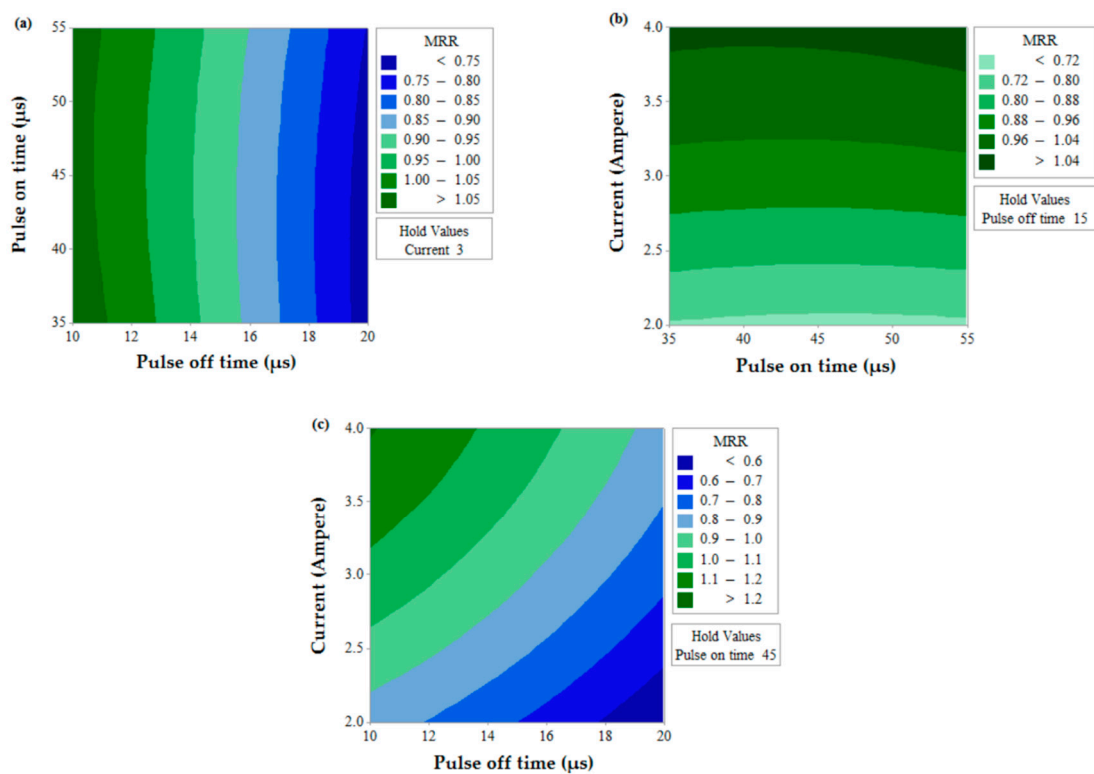 (a)
55
50
45
40
35
Pulse on time (µs)
10 12 14 16 18 20
Pulse off time (µs)
MRR
< 0.75
0.75 – 0.80
0.80 – 0.85
0.85 – 0.90
0.90 – 0.95
0.95 – 1.00
1.00 – 1.05
> 1.05
Hold Values
Current 3
(b)
4.0
3.5
3.0
2.5
2.0
Current (Ampere)
35 40 45 50 55
Pulse on time (µs)
MRR
< 0.72
0.72 – 0.80
0.80 – 0.88
0.88 – 0.96
0.96 – 1.04
> 1.04
Hold Values
Pulse off time 15
(c)
4.0
3.5
3.0
2.5
2.0
Current (Ampere)
10 12 14 16 18 20
Pulse off time (µs)
MRR
< 0.6
0.6 – 0.7
0.7 – 0.8
0.8 – 0.9
0.9 – 1.0
1.0 – 1.1
1.1 – 1.2
> 1.2
Hold Values
Pulse on time 45